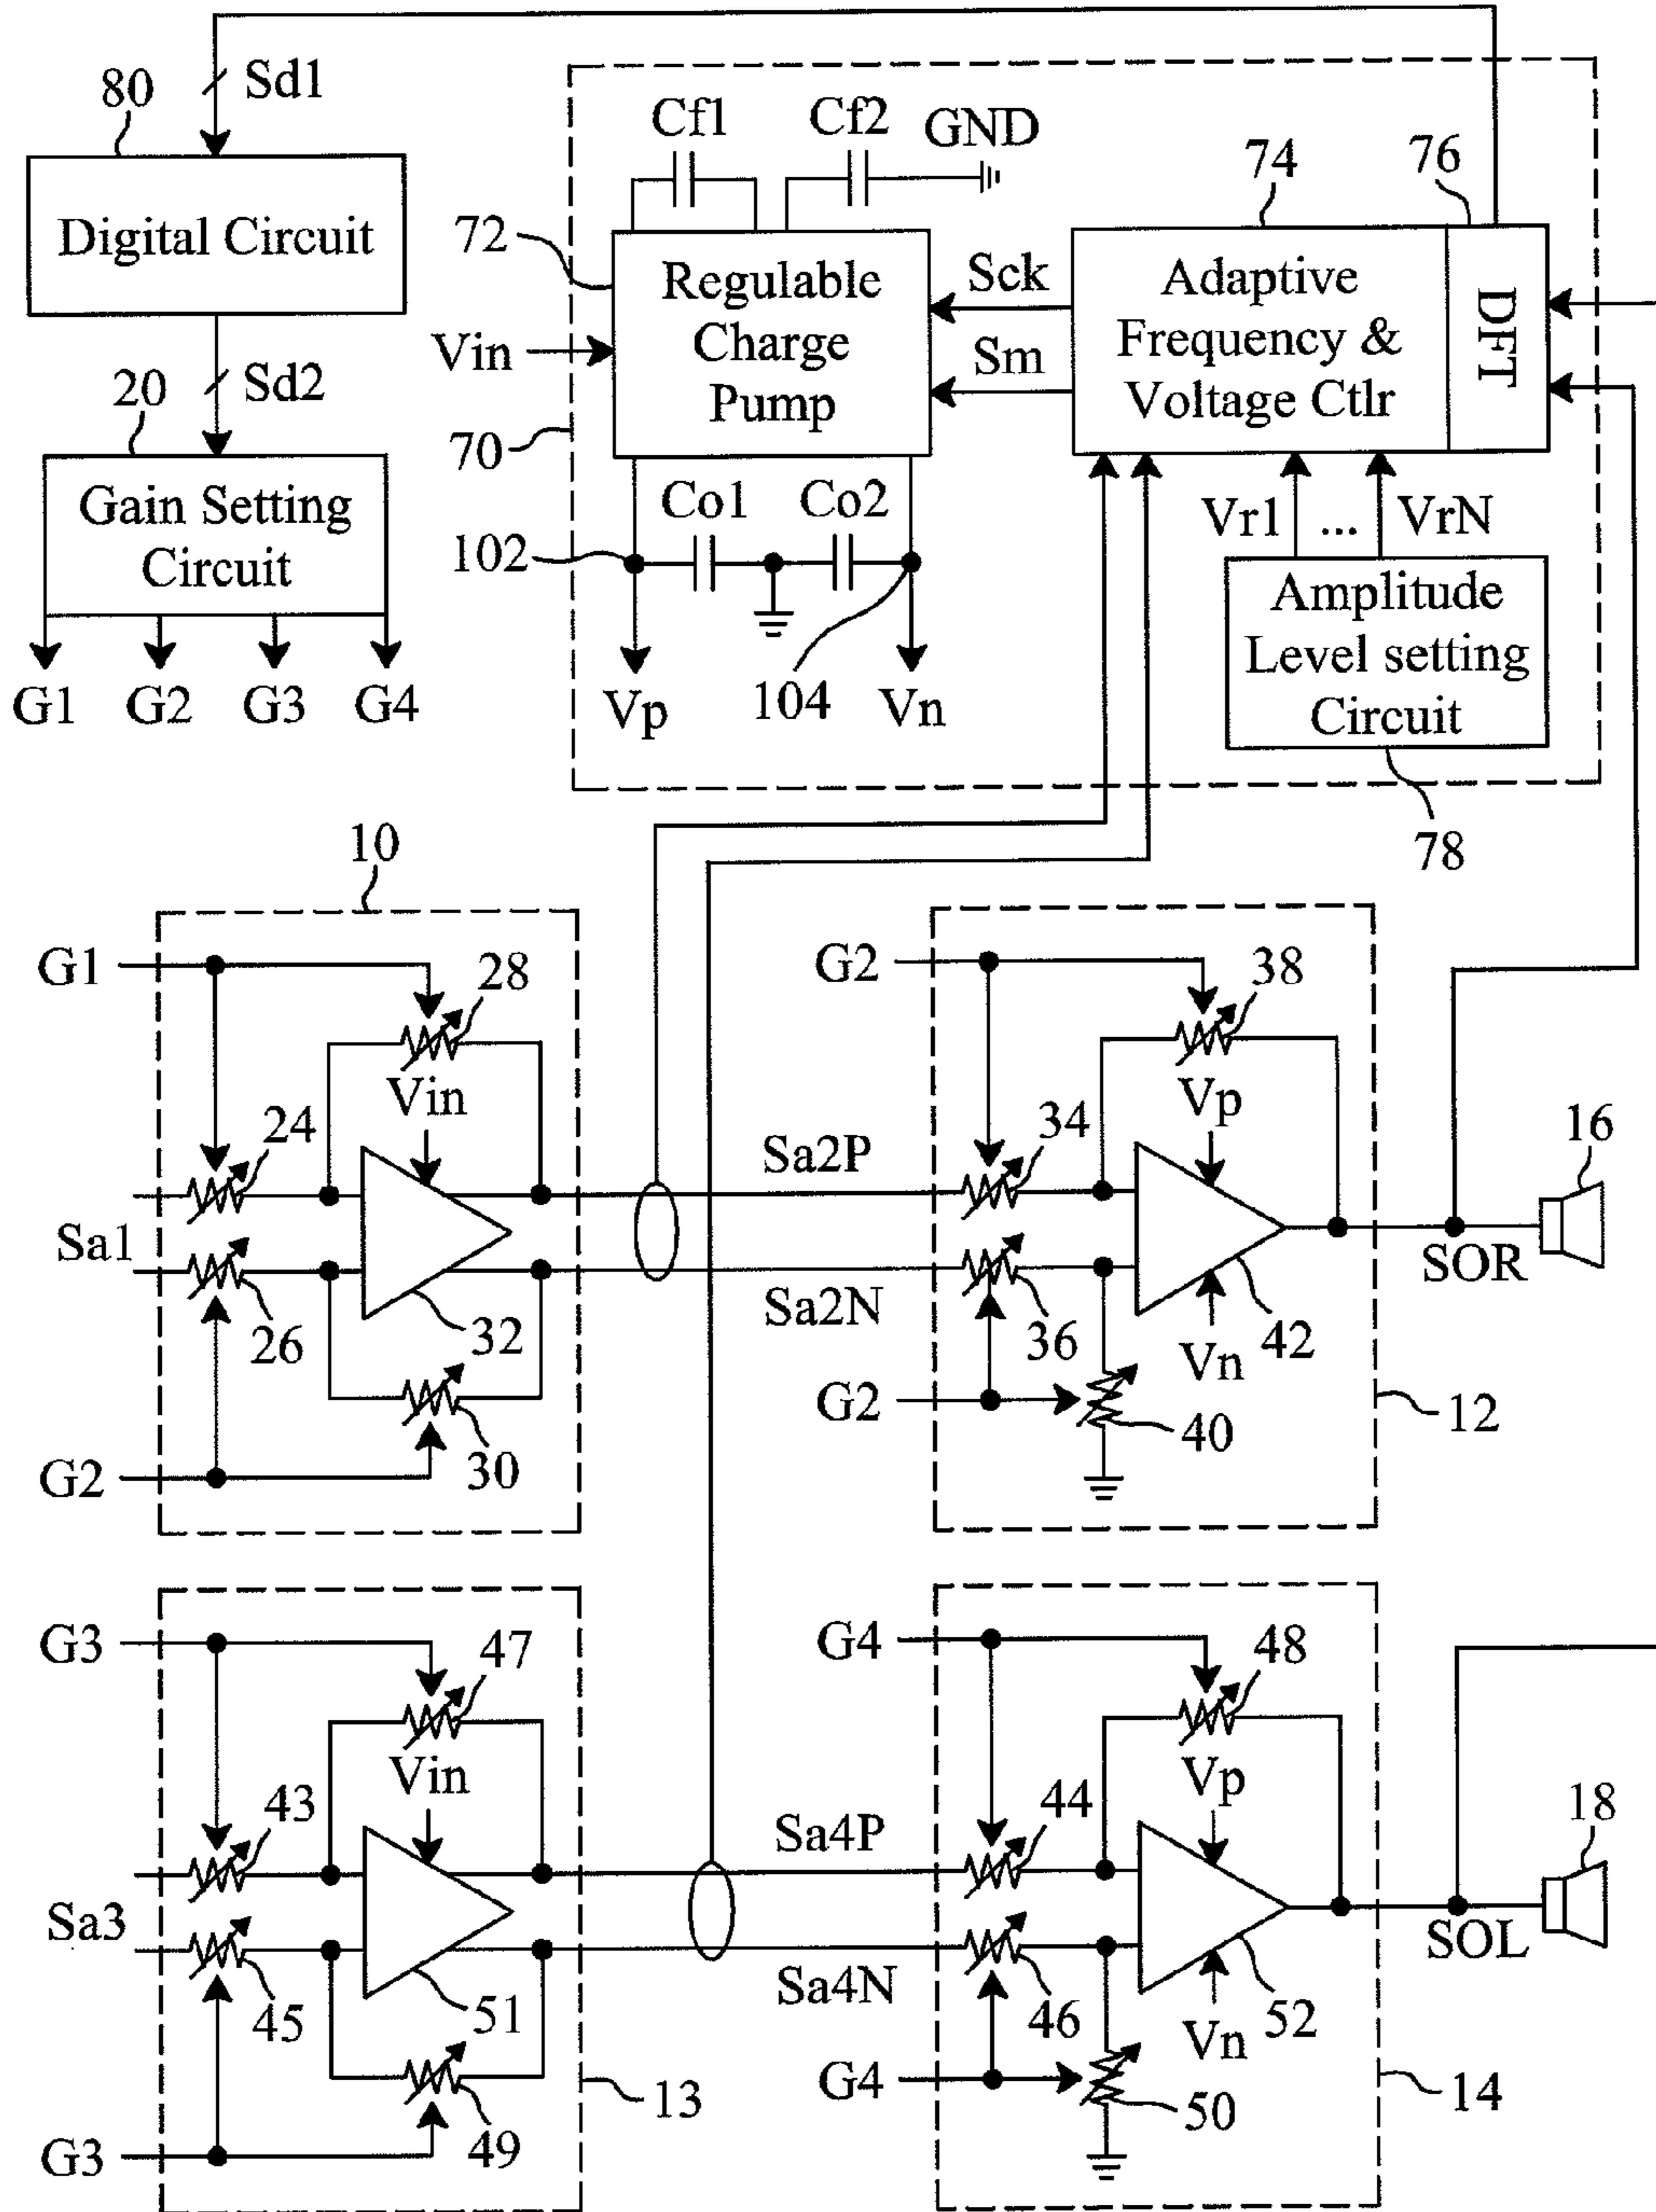 80
Sd1
Digital Circuit
20
Sd2
Gain Setting
Circuit
G1
G2
G3
G4
Cf1
Cf2
GND
72
Regulable
Charge
Pump
Vin
70
Sck
Sm
74
76
Adaptive
Frequency &
Voltage Ctlr
DFT
Co1
Co2
102
104
Vp
Vn
Vr1
...
VrN
Amplitude
Level setting
Circuit
78
10
G1
28
Vin
24
Sa1
26
32
30
G2
Sa2P
Sa2N
G2
38
Vp
34
36
Vn
42
G2
40
12
16
SOR
G3
47
Vin
43
Sa3
45
51
49
G3
13
Sa4P
Sa4N
G4
48
Vp
44
46
Vn
52
G4
50
14
18
SOL